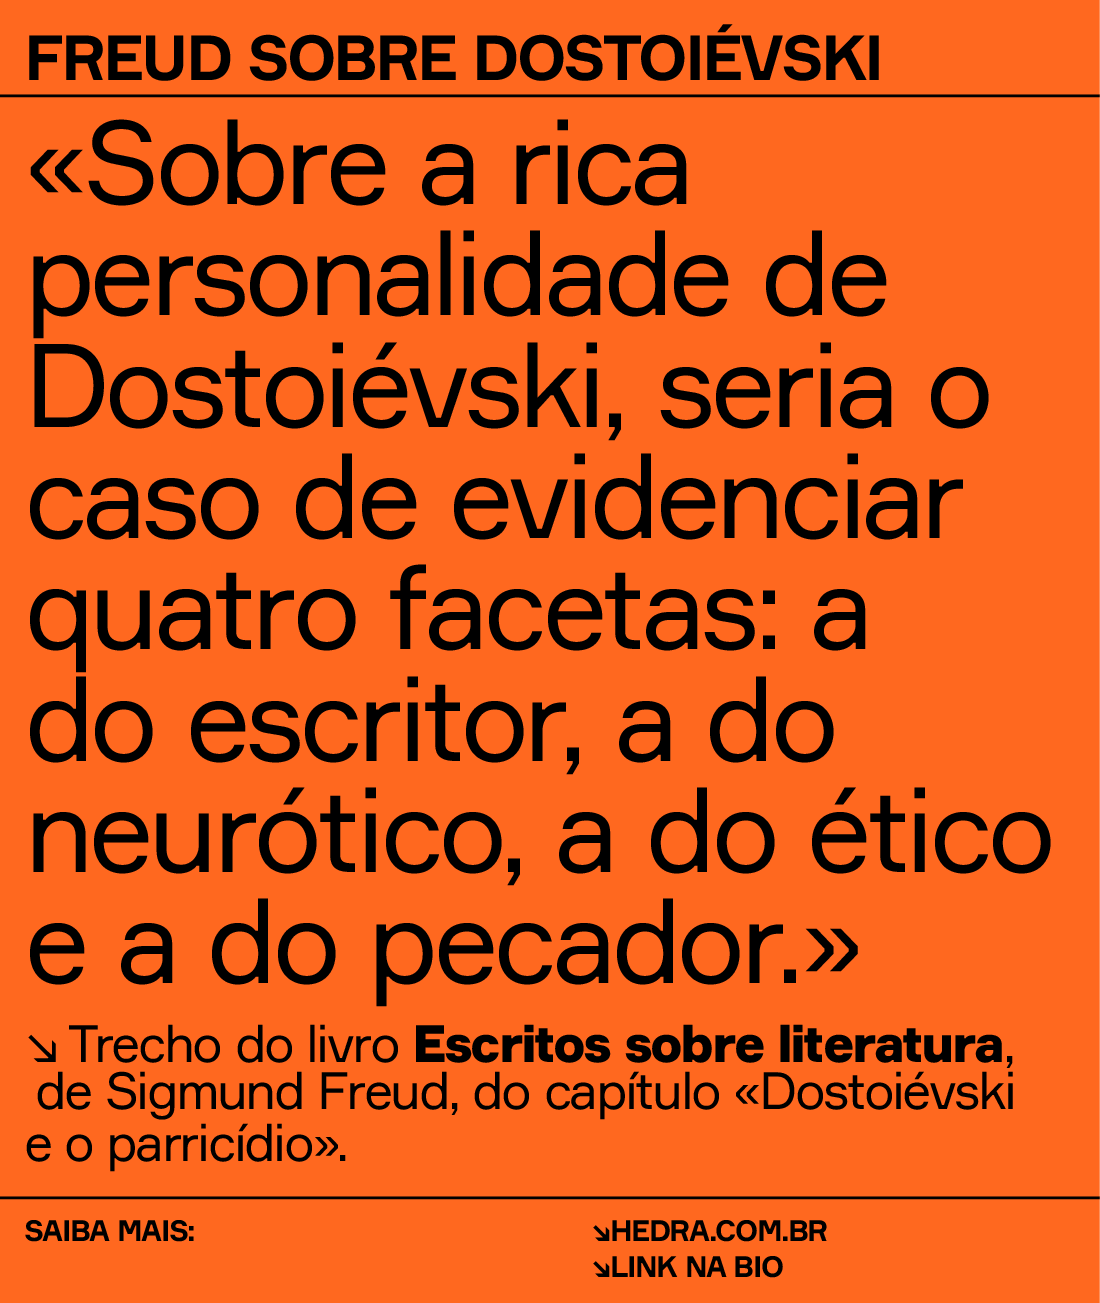 FREUD SOBRE DOSTOIÉVSKI
«Sobre a rica
personalidade de
Dostoiévski, seria o
caso de evidenciar
quatro facetas: a
do escritor, a do
neurótico, a do ético
e a do pecador.»
↘ Trecho do livro Escritos sobre literatura,
de Sigmund Freud, do capítulo «Dostoiévski
e o parricídio».
SAIBA MAIS:
↘HEDRA.COM.BR
↘LINK NA BIO